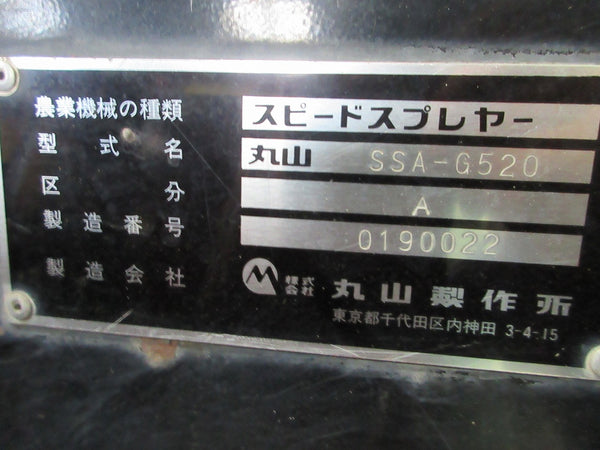 農業機械の種類 スピードスプレヤー
型式名 丸山 SSA-G520
区分 A
製造番号 0190022
製造会社 株式会社 丸山製作所
東京都千代田区内神田 3-4-15